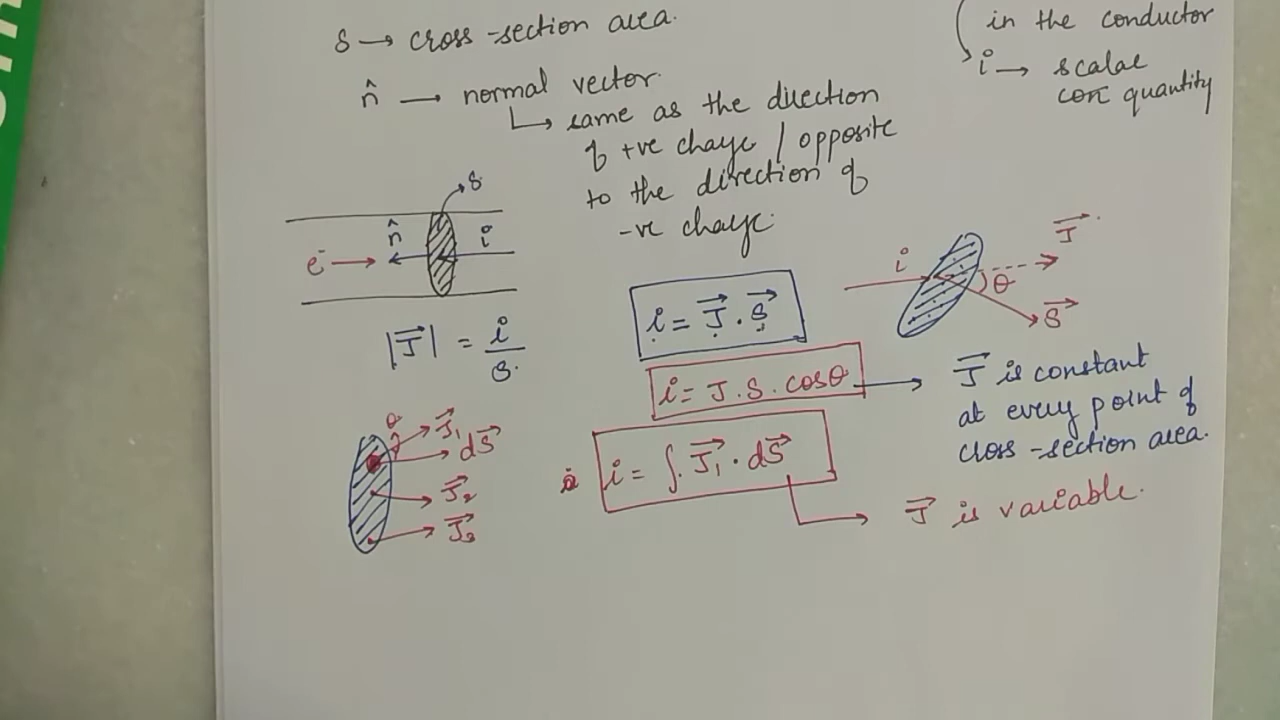 S → cross-section area.
n̂ → normal vector.
↳ same as the direction
of +ve charge / opposite
to the direction of
-ve charge.
in the conductor
i → scalar
quantity
S
n̂
i
e⁻ →
|J⃗| = i/S.
i = J⃗ . S⃗
i
J⃗
θ
S⃗
i = J . S . cosθ →
J⃗ is constant
at every point of
cross-section area.
θ
J⃗₁
dS⃗
J⃗₂
J⃗₃
i = ∫. J⃗₁ . dS⃗
J⃗ is variable.